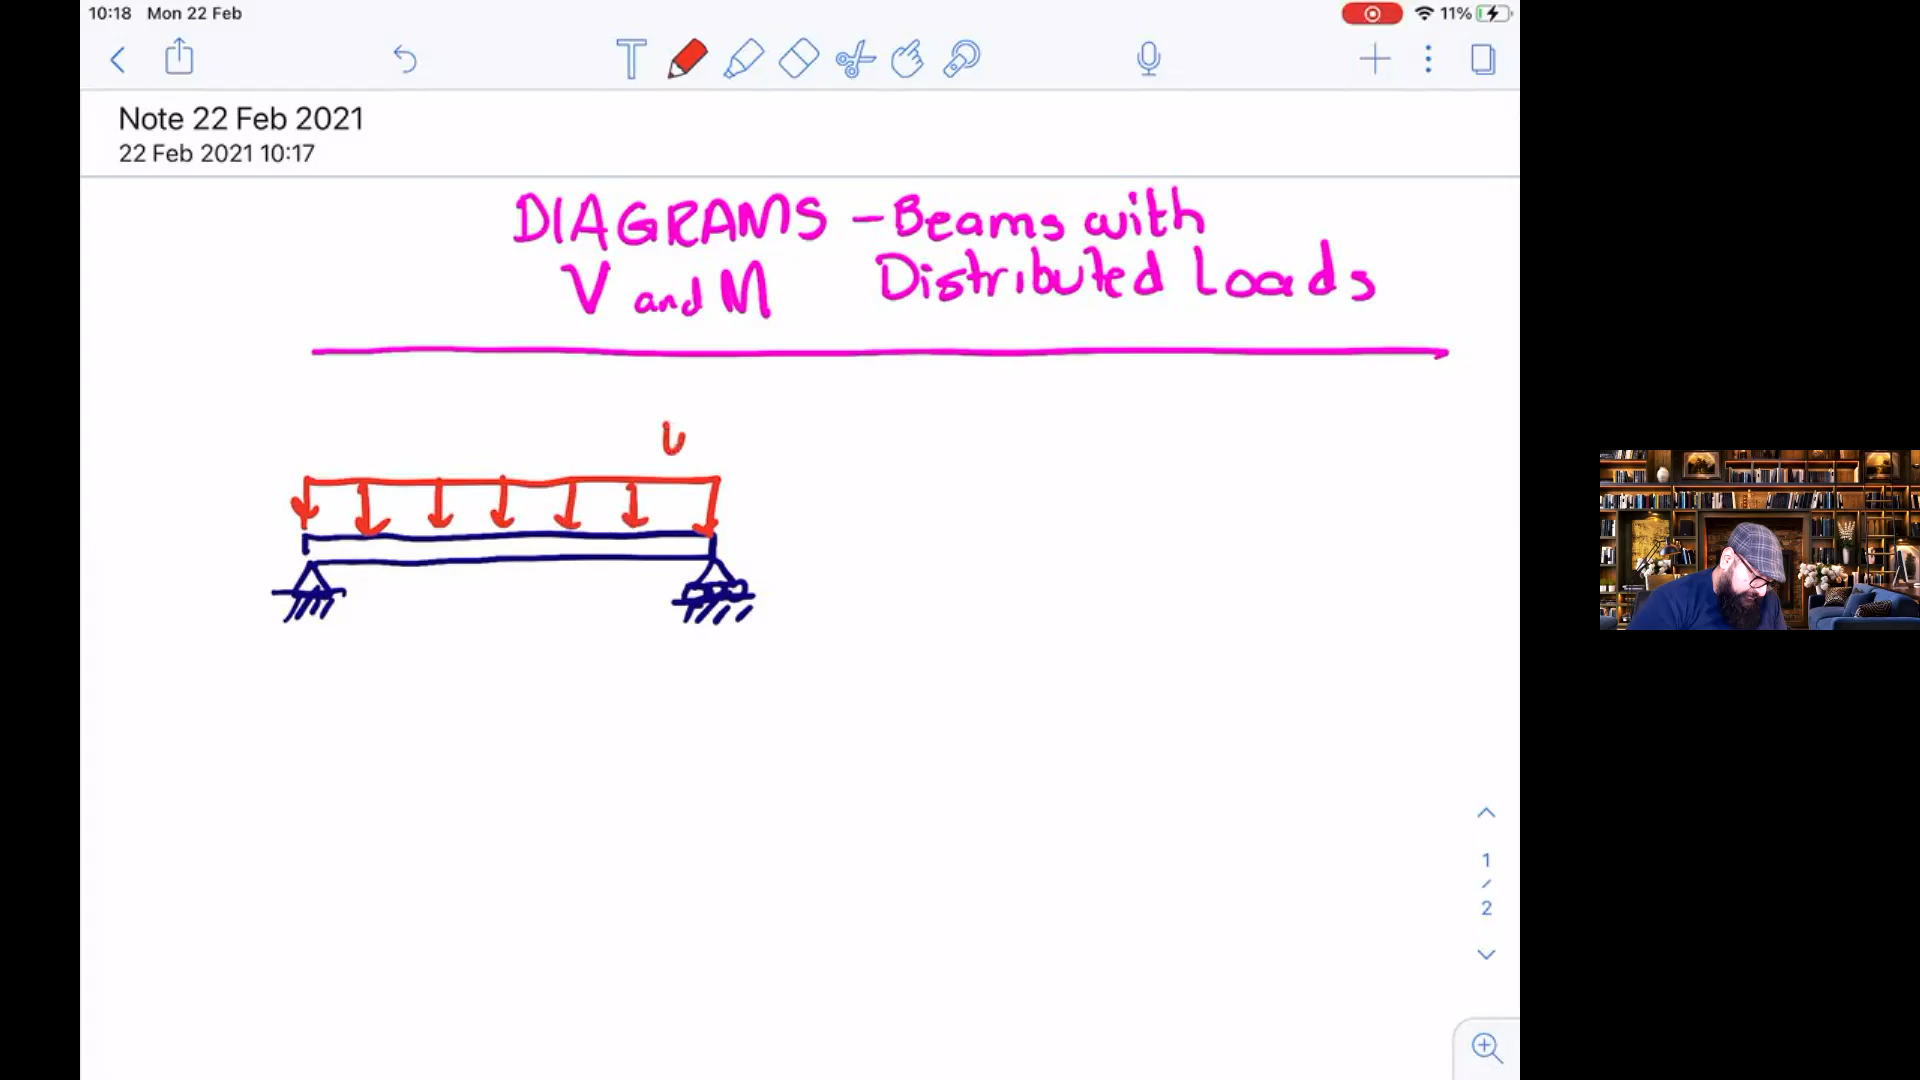 10:18 Mon 22 Feb
11%
T
Note 22 Feb 2021
22 Feb 2021 10:17
DIAGRAMS - Beams with
V and M Distributed Loads
1
/
2